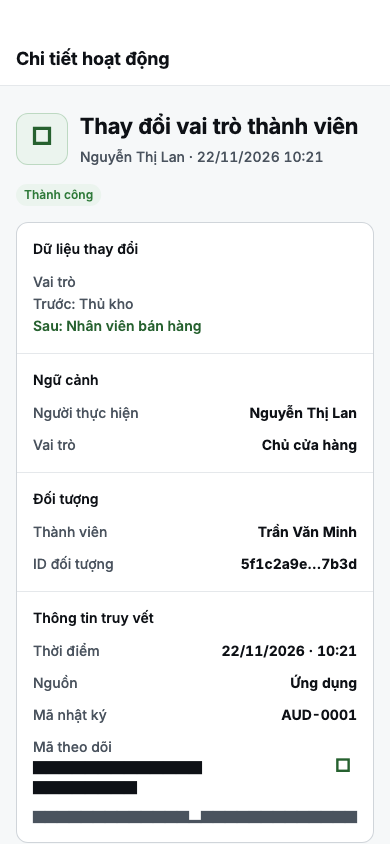 Chi tiết hoạt động
Thay đổi vai trò thành viên
Nguyễn Thị Lan · 22/11/2026 10:21
Thành công
Dữ liệu thay đổi
Vai trò
Trước: Thủ kho
Sau: Nhân viên bán hàng
Ngữ cảnh
Người thực hiện Nguyễn Thị Lan
Vai trò Chủ cửa hàng
Đối tượng
Thành viên Trần Văn Minh
ID đối tượng 5f1c2a9e...7b3d
Thông tin truy vết
Thời điểm 22/11/2026 · 10:21
Nguồn Ứng dụng
Mã nhật ký AUD-0001
Mã theo dõi